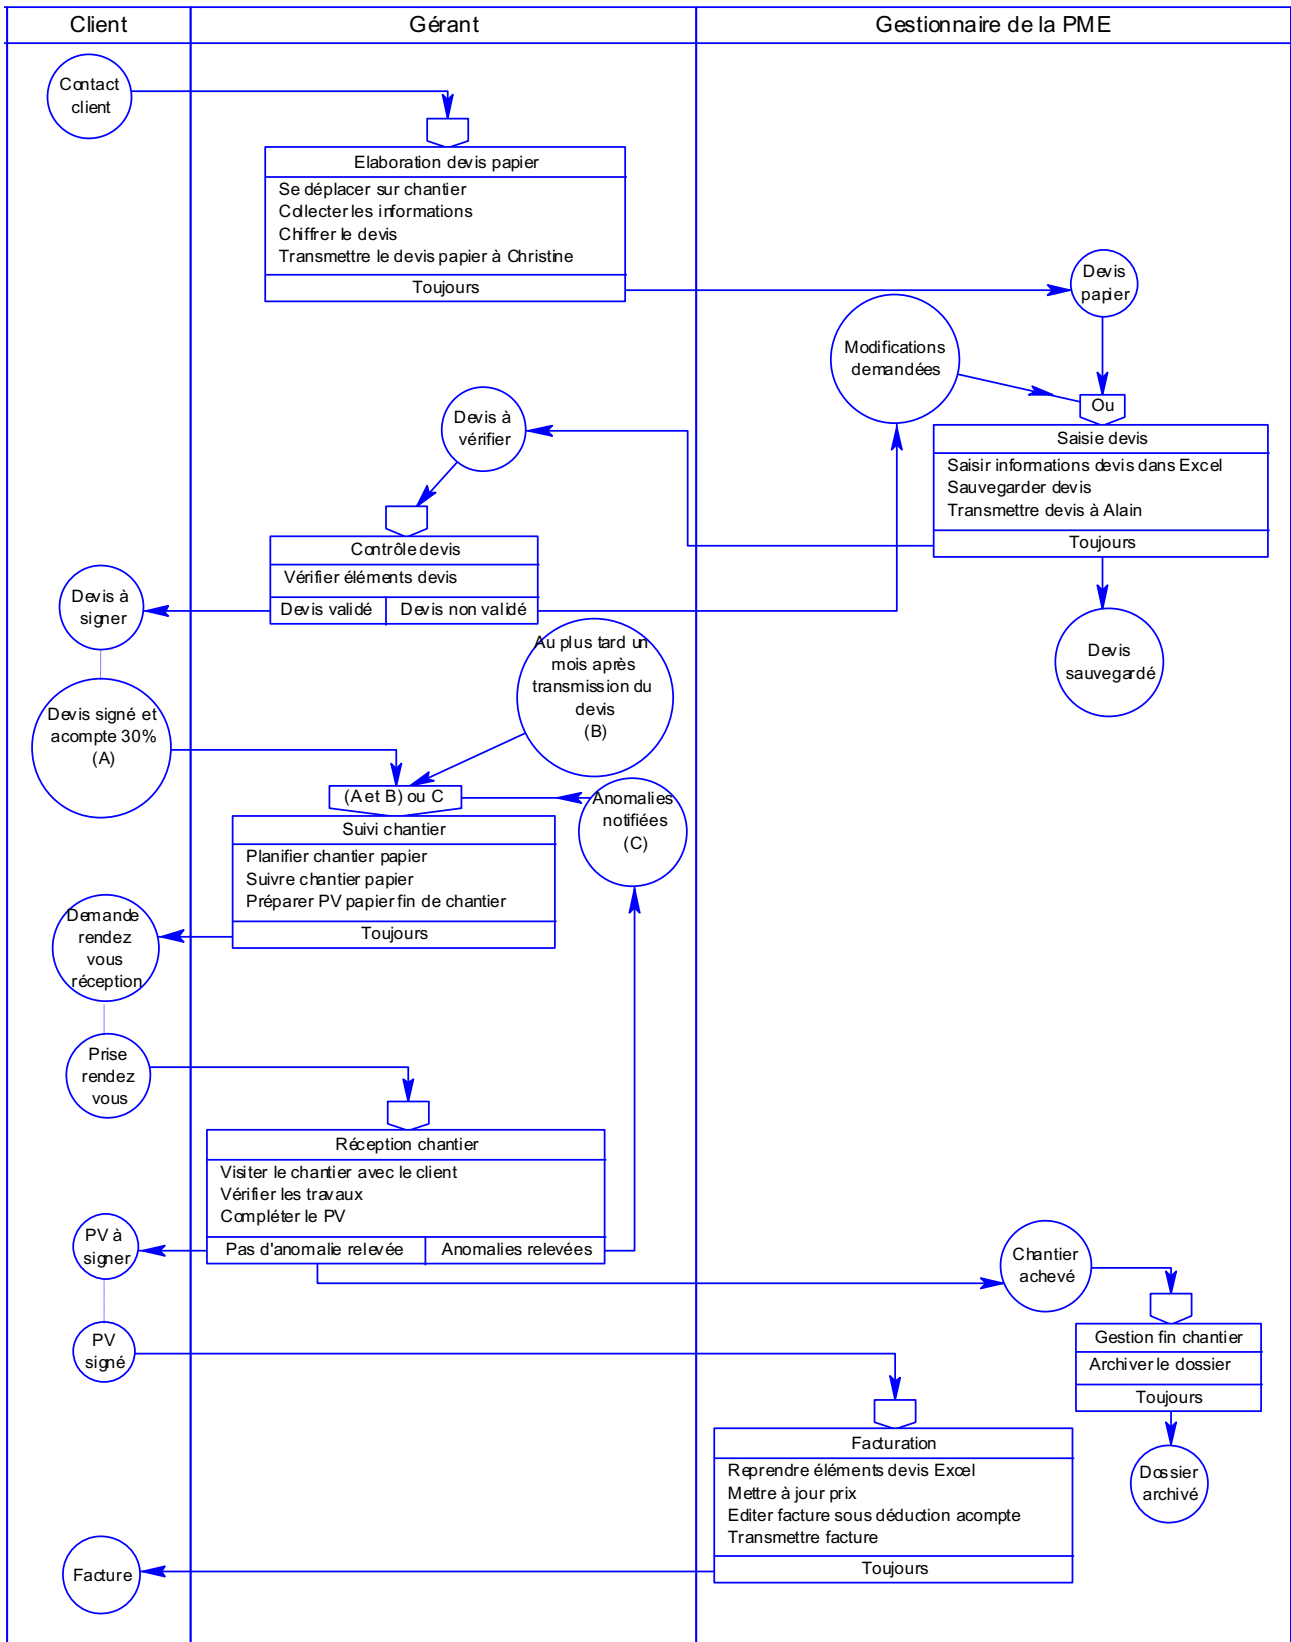 Client
Gérant
Gestionnaire de la PME
Contact
client
Elaboration devis papier
Se déplacer sur chantier
Collecter les informations
Chiffrer le devis
Transmettre le devis papier à Christine
Toujours
Devis
papier
Modifications
demandées
Ou
Saisie devis
Saisir informations devis dans Excel
Sauvegarder devis
Transmettre devis à Alain
Toujours
Devis à
vérifier
Contrôle devis
Vérifier éléments devis
Devis validé
Devis non validé
Devis à
signer
Devis
sauvegardé
Au plus tard un
mois après
transmission du
devis
(B)
Devis signé et
acompte 30%
(A)
(A et B) ou C
Anomalies
notifiées
(C)
Suivi chantier
Planifier chantier papier
Suivre chantier papier
Préparer PV papier fin de chantier
Toujours
Demande
rendez
vous
réception
Prise
rendez
vous
Réception chantier
Visiter le chantier avec le client
Vérifier les travaux
Compléter le PV
Pas d'anomalie relevée
Anomalies relevées
PV à
signer
Chantier
achevé
PV
signé
Gestion fin chantier
Archiver le dossier
Toujours
Dossier
archivé
Facturation
Reprendre éléments devis Excel
Mettre à jour prix
Editer facture sous déduction acompte
Transmettre facture
Toujours
Facture